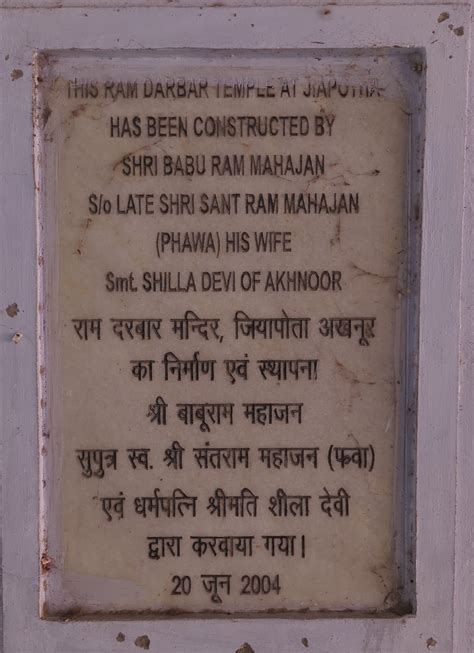 THIS RAM DARBAR TEMPLE AT JIAPOTHA
HAS BEEN CONSTRUCTED BY
SHRI BABU RAM MAHAJAN
S/o LATE SHRI SANT RAM MAHAJAN
(PHAWA) HIS WIFE
Smt. SHILLA DEVI OF AKHNOOR
राम दरबार मन्दिर, जियापोता अखनूर
का निर्माण एवं स्थापना
श्री बाबूराम महाजन
सुपुत्र स्व. श्री संतराम महाजन (फवा)
एवं धर्मपत्नि श्रीमति शीला देवी
द्वारा करवाया गया।
20 जून 2004